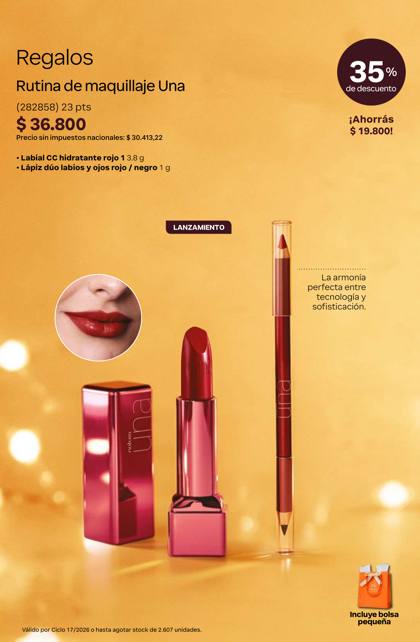 Regalos
Rutina de maquillaje Una
(282858) 23 pts
$ 36.800
Precio sin impuestos nacionales: $ 30.413,22
• Labial CC hidratante rojo 1 3.8 g
• Lápiz dúo labios y ojos rojo / negro 1 g
35%
de descuento
¡Ahorrás
$ 19.800!
LANZAMIENTO
La armonía
perfecta entre
tecnología y
sofisticación.
natura
una
una
Incluye bolsa
pequeña
Válido por Ciclo 17/2026 o hasta agotar stock de 2.607 unidades.